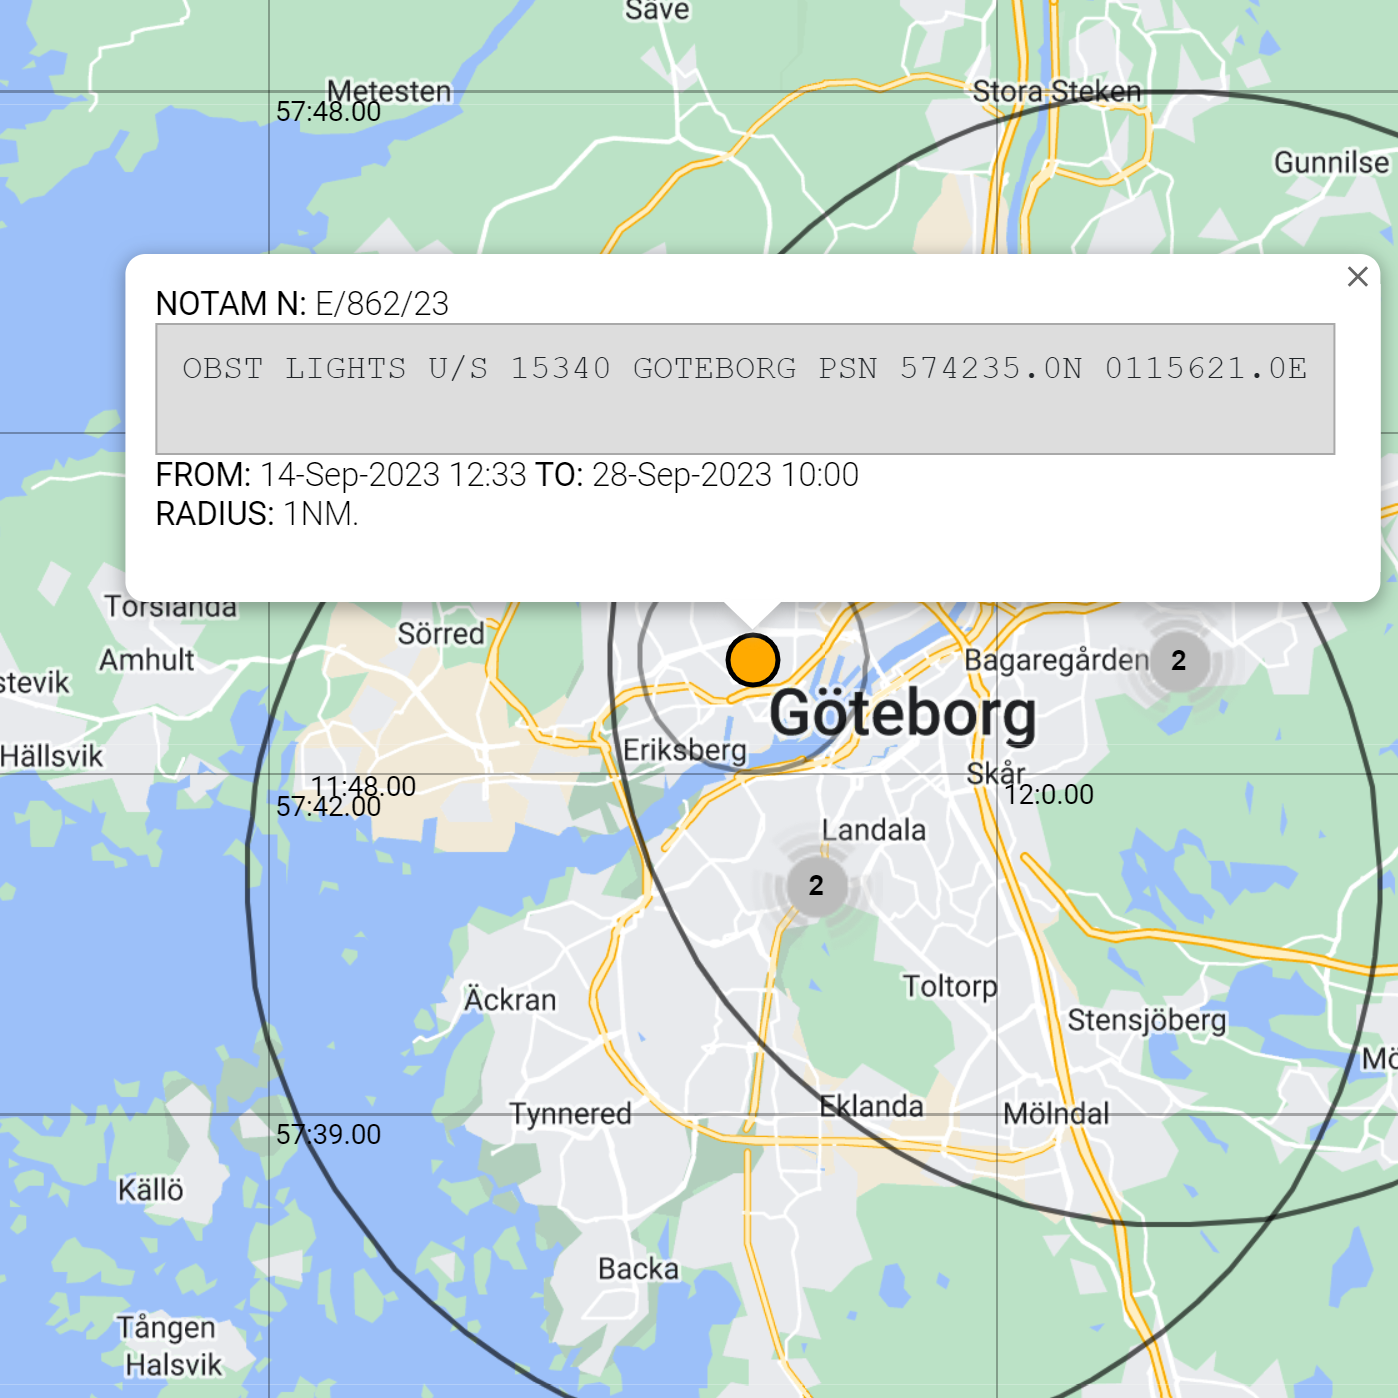 Säve
Metesten
57:48.00
Stora Steken
Gunnilse
NOTAM N: E/862/23
OBST LIGHTS U/S 15340 GOTEBORG PSN 574235.0N 0115621.0E
FROM: 14-Sep-2023 12:33 TO: 28-Sep-2023 10:00
RADIUS: 1NM.
Torslanda
Sörred
Amhult
Bagaregården
2
stevik
Göteborg
Hällsvik
Eriksberg
Skår
11:48.00
57:42.00
12:0.00
Landala
2
Toltorp
Äckran
Stensjöberg
Mö
Tynnered
Eklanda
Mölndal
57:39.00
Källö
Backa
Tången
Halsvik